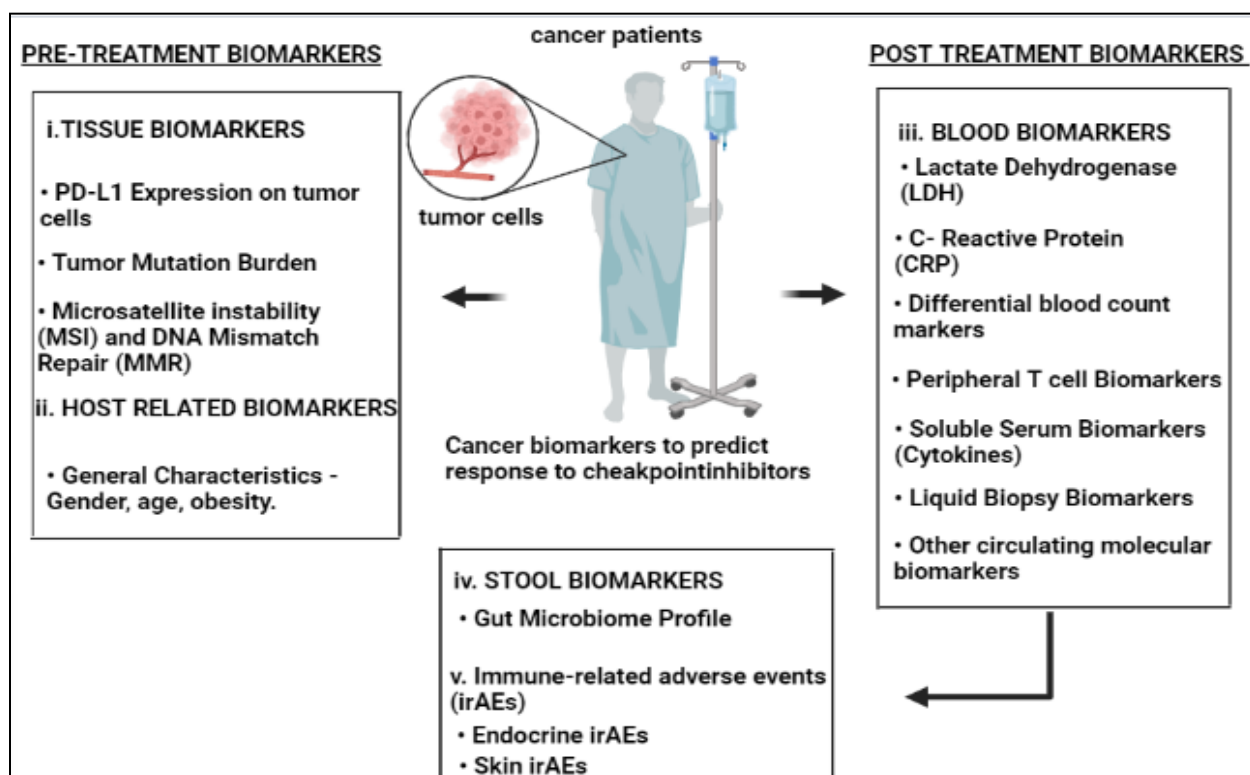 PRE-TREATMENT BIOMARKERS
i.TISSUE BIOMARKERS
• PD-L1 Expression on tumor
cells
• Tumor Mutation Burden
• Microsatellite instability
(MSI) and DNA Mismatch
Repair (MMR)
ii. HOST RELATED BIOMARKERS
• General Characteristics -
Gender, age, obesity.
cancer patients
tumor cells
Cancer biomarkers to predict
response to cheakpointinhibitors
POST TREATMENT BIOMARKERS
iii. BLOOD BIOMARKERS
• Lactate Dehydrogenase
(LDH)
• C- Reactive Protein
(CRP)
• Differential blood count
markers
• Peripheral T cell Biomarkers
• Soluble Serum Biomarkers
(Cytokines)
• Liquid Biopsy Biomarkers
• Other circulating molecular
biomarkers
iv. STOOL BIOMARKERS
• Gut Microbiome Profile
v. Immune-related adverse events
(irAEs)
• Endocrine irAEs
• Skin irAEs